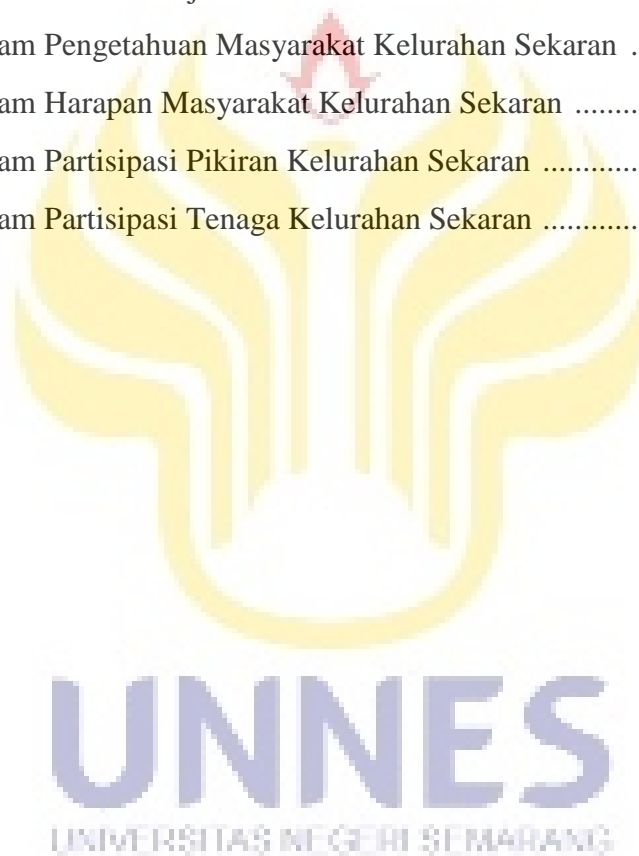 am Pengetahuan Masyarakat Kelurahan Sekaran .
am Harapan Masyarakat Kelurahan Sekaran ........
am Partisipasi Pikiran Kelurahan Sekaran ............
am Partisipasi Tenaga Kelurahan Sekaran ............
UNNES
UNIVERSITAS NEGERI SEMARANG